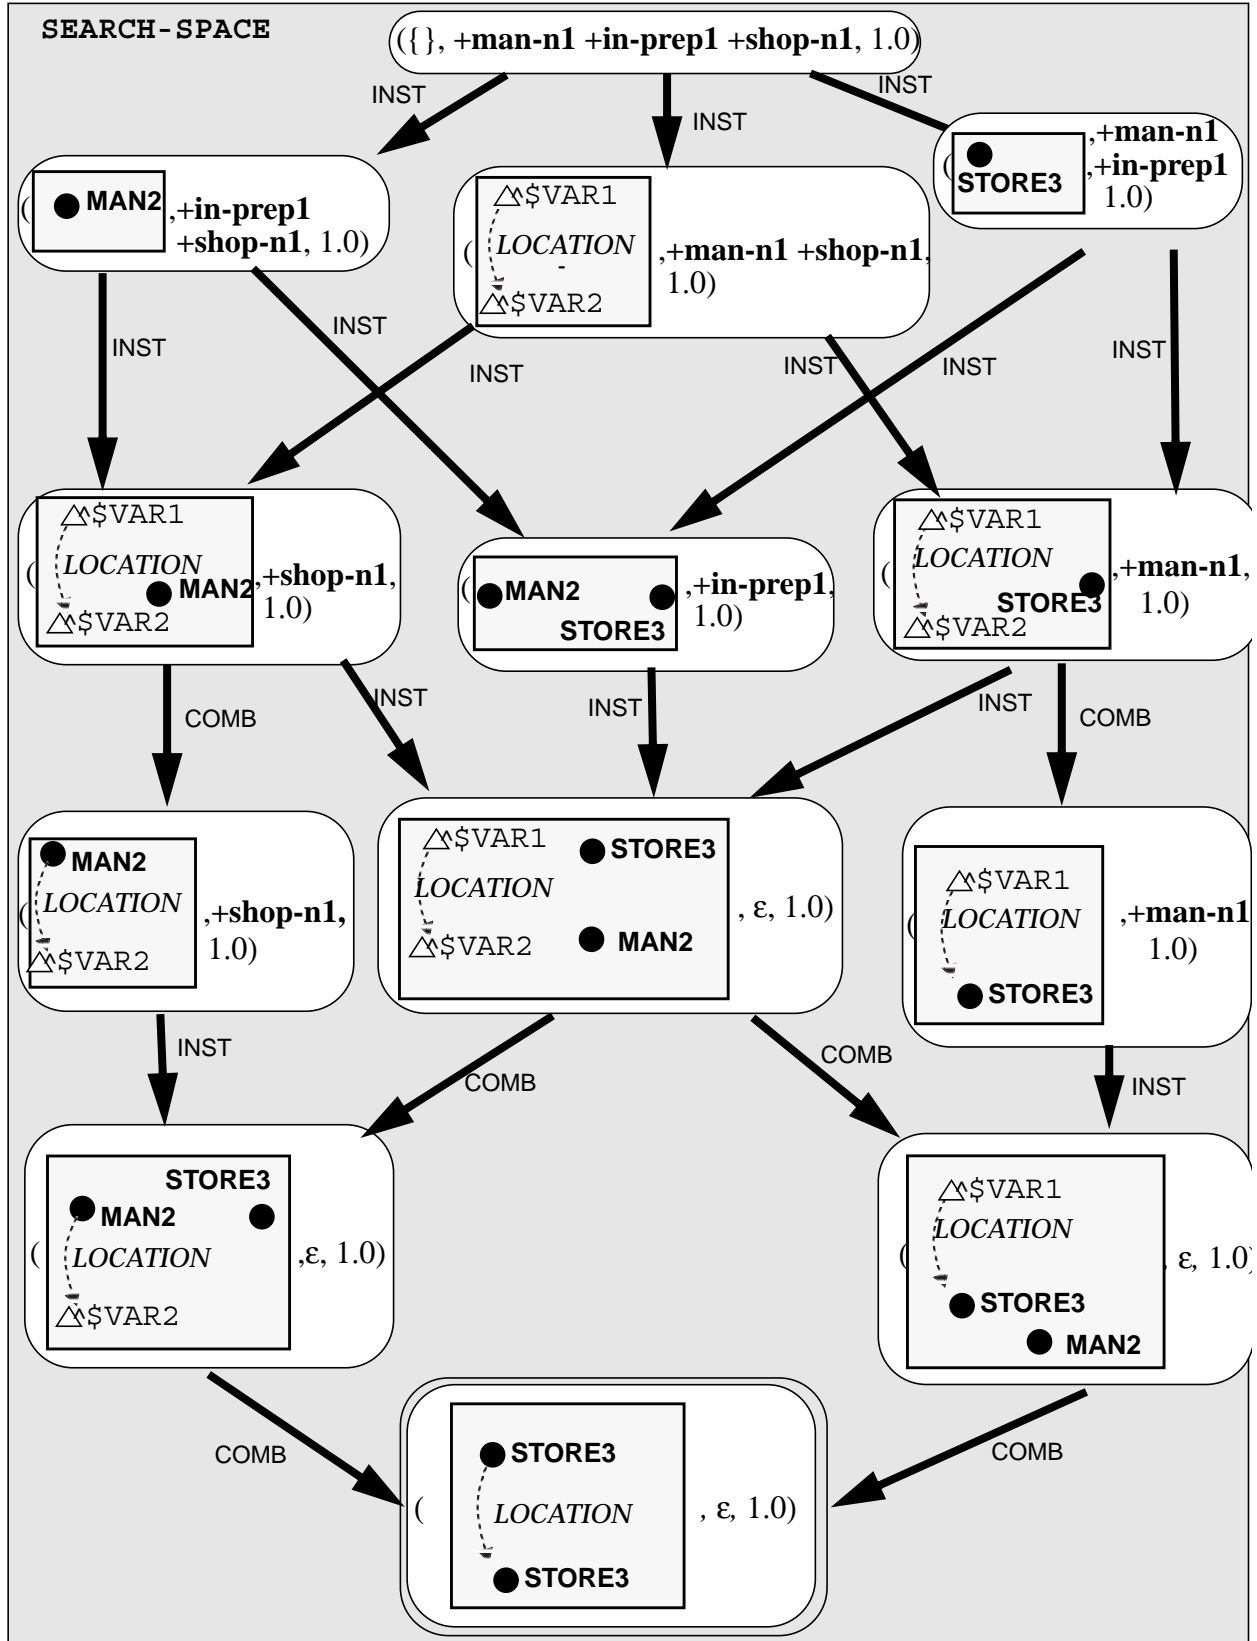 SEARCH-SPACE
({}, +man-n1 +in-prep1 +shop-n1, 1.0)
INST
INST
INST
( MAN2 ,+in-prep1
+shop-n1, 1.0)
( ^$VAR1
LOCATION
-
^$VAR2
,+man-n1 +shop-n1,
1.0)
( STORE3
,+man-n1
,+in-prep1
1.0)
INST
INST
INST
INST
INST
INST
( ^$VAR1
LOCATION
MAN2
^$VAR2
,+shop-n1,
1.0)
( MAN2
STORE3
,+in-prep1,
1.0)
( ^$VAR1
LOCATION
STORE3
^$VAR2
,+man-n1,
1.0)
COMB
INST
INST
INST
COMB
( MAN2
LOCATION
^$VAR2
,+shop-n1,
1.0)
( ^$VAR1
STORE3
LOCATION
^$VAR2
MAN2
, ε, 1.0)
( ^$VAR1
LOCATION
STORE3
,+man-n1
1.0)
INST
COMB
COMB
INST
( STORE3
MAN2
LOCATION
^$VAR2
,ε, 1.0)
( ^$VAR1
LOCATION
STORE3
MAN2
, ε, 1.0)
COMB
COMB
( STORE3
LOCATION
STORE3
, ε, 1.0)